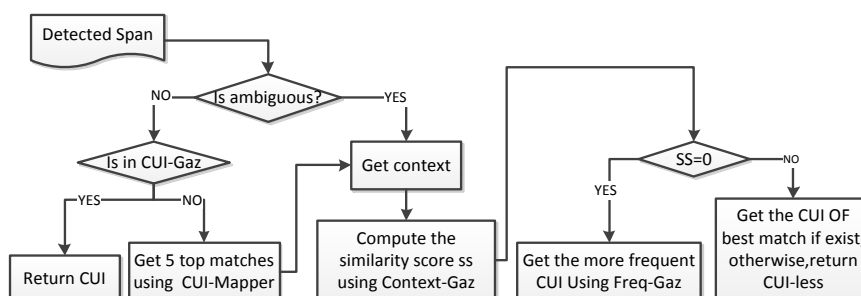 Detected Span
Is ambiguous?
NO
YES
Is in CUI-Gaz
YES
NO
Return CUI
Get 5 top matches
using CUI-Mapper
Get context
Compute the
similarity score ss
using Context-Gaz
SS=0
YES
NO
Get the more frequent
CUI Using Freq-Gaz
Get the CUI OF
best match if exist,
otherwise,return
CUI-less